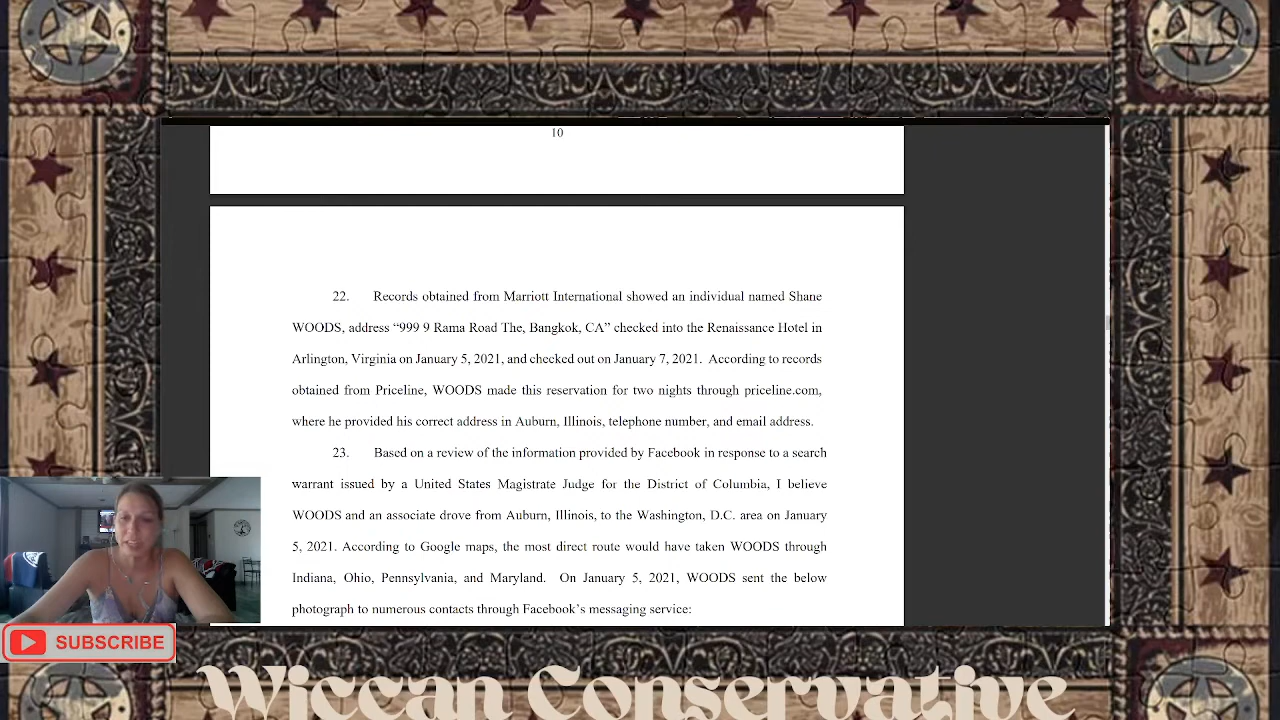 10
22. Records obtained from Marriott International showed an individual named Shane
WOODS, address “999 9 Rama Road The, Bangkok, CA” checked into the Renaissance Hotel in
Arlington, Virginia on January 5, 2021, and checked out on January 7, 2021. According to records
obtained from Priceline, WOODS made this reservation for two nights through priceline.com,
where he provided his correct address in Auburn, Illinois, telephone number, and email address.
23. Based on a review of the information provided by Facebook in response to a search
warrant issued by a United States Magistrate Judge for the District of Columbia, I believe
WOODS and an associate drove from Auburn, Illinois, to the Washington, D.C. area on January
5, 2021. According to Google maps, the most direct route would have taken WOODS through
Indiana, Ohio, Pennsylvania, and Maryland. On January 5, 2021, WOODS sent the below
photograph to numerous contacts through Facebook’s messaging service:
SUBSCRIBE
Wiccan Conservative